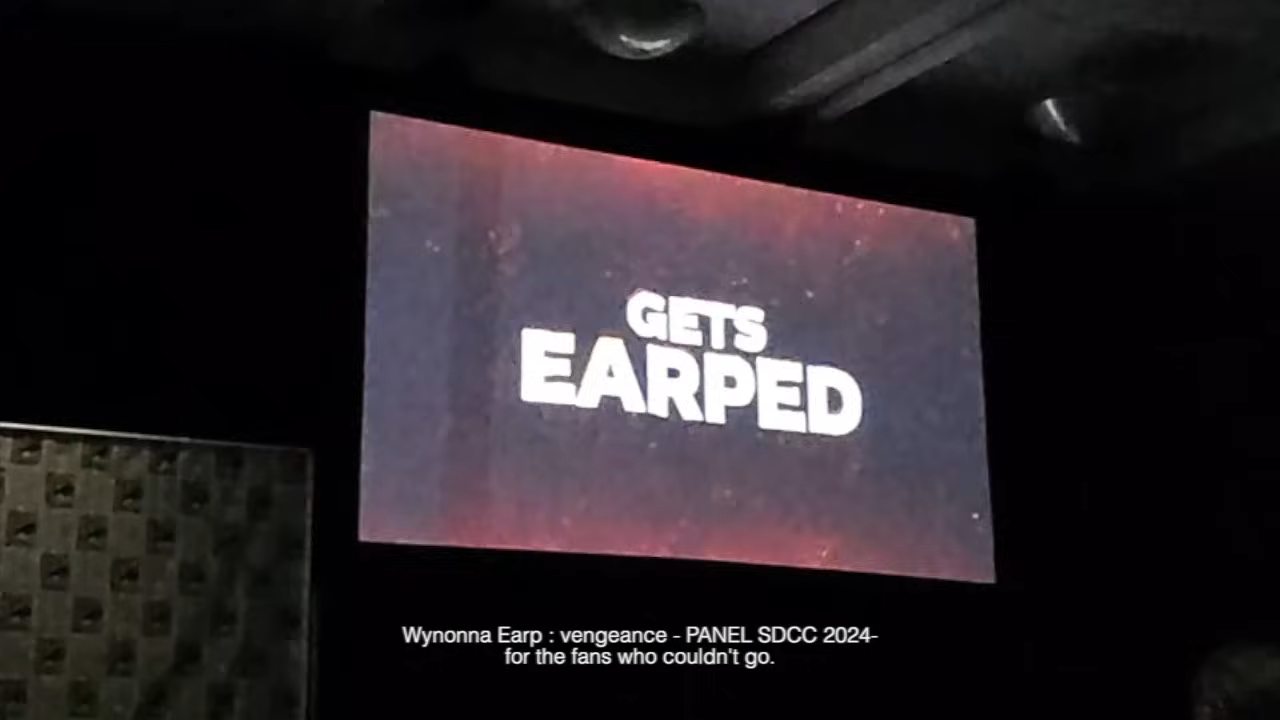 GETS
EARPED
Wynonna Earp : vengeance - PANEL SDCC 2024-
for the fans who couldn't go.